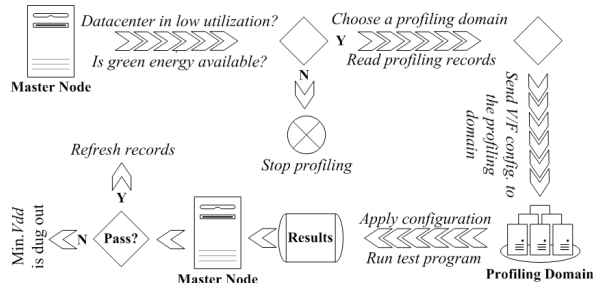 Datacenter in low utilization?
Is green energy available?
Master Node
Y
N
Choose a profiling domain
Read profiling records
Stop profiling
Send V/F config. to
the profiling
domain
Profiling Domain
Apply configuration
Run test program
Results
Master Node
Pass?
Y
Refresh records
N
Min.Vdd
is dug out